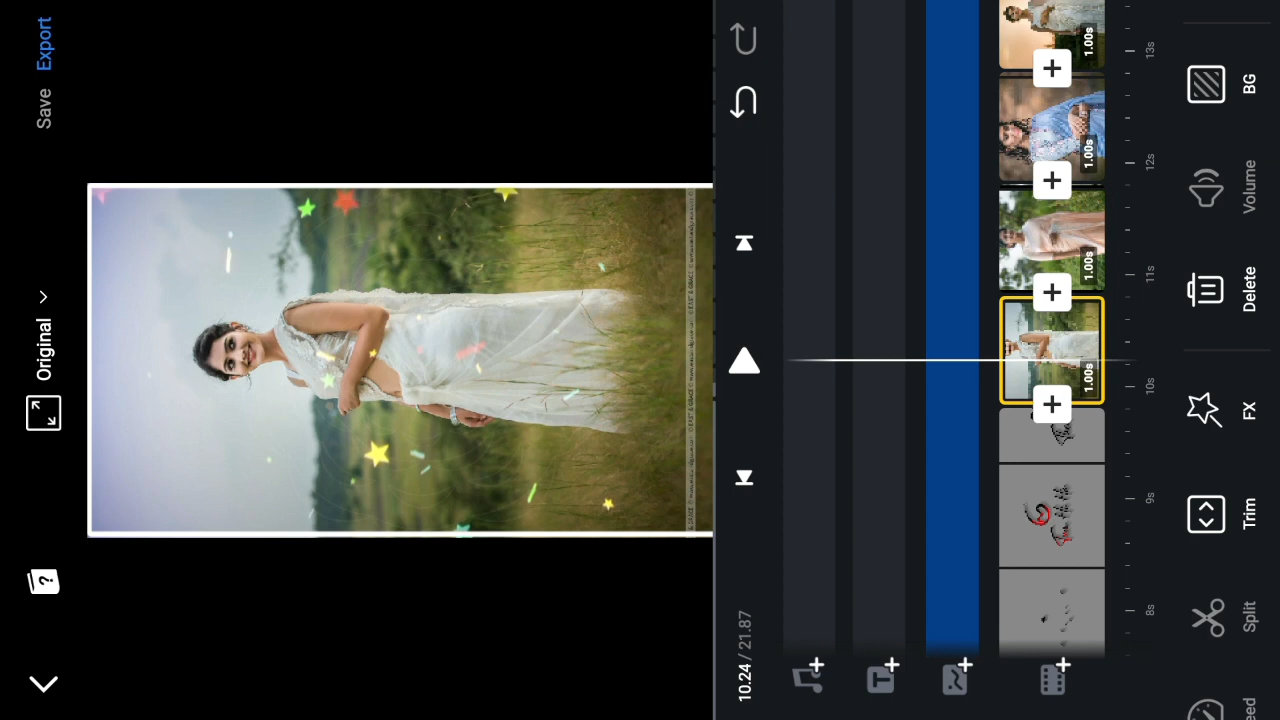 Save Export
Original
10.24 / 21.87
1.00s
1.00s
1.00s
1.00s
8s
9s
10s
11s
12s
13s
Split
Trim
FX
Delete
Volume
BG